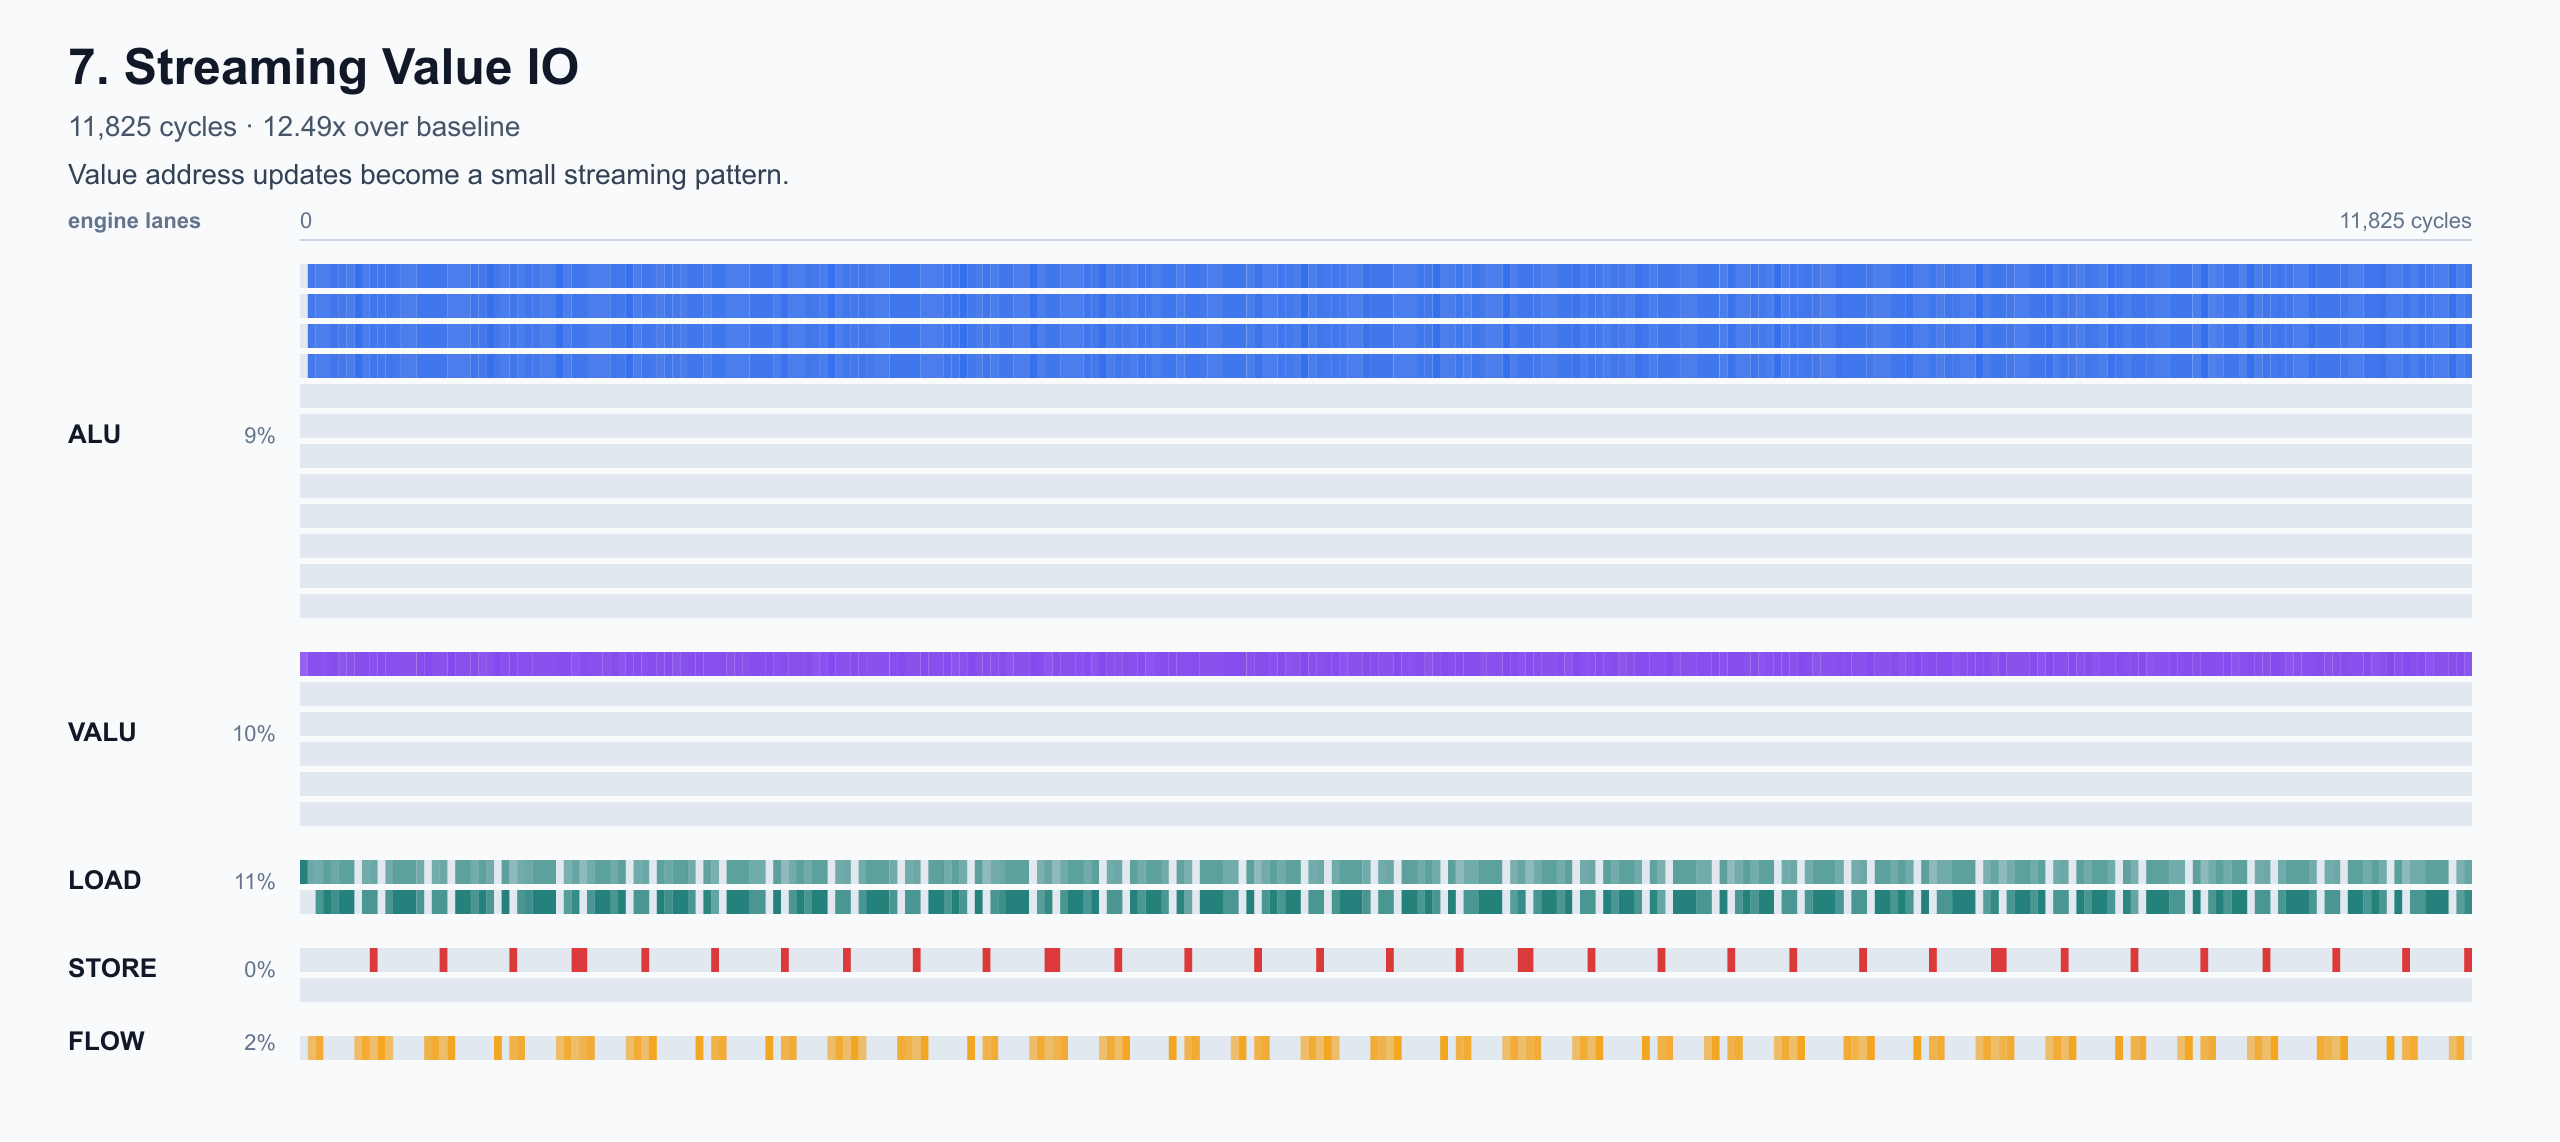 7. Streaming Value IO
11,825 cycles · 12.49x over baseline
Value address updates become a small streaming pattern.
engine lanes 0 11,825 cycles
ALU 9%
VALU 10%
LOAD 11%
STORE 0%
FLOW 2%